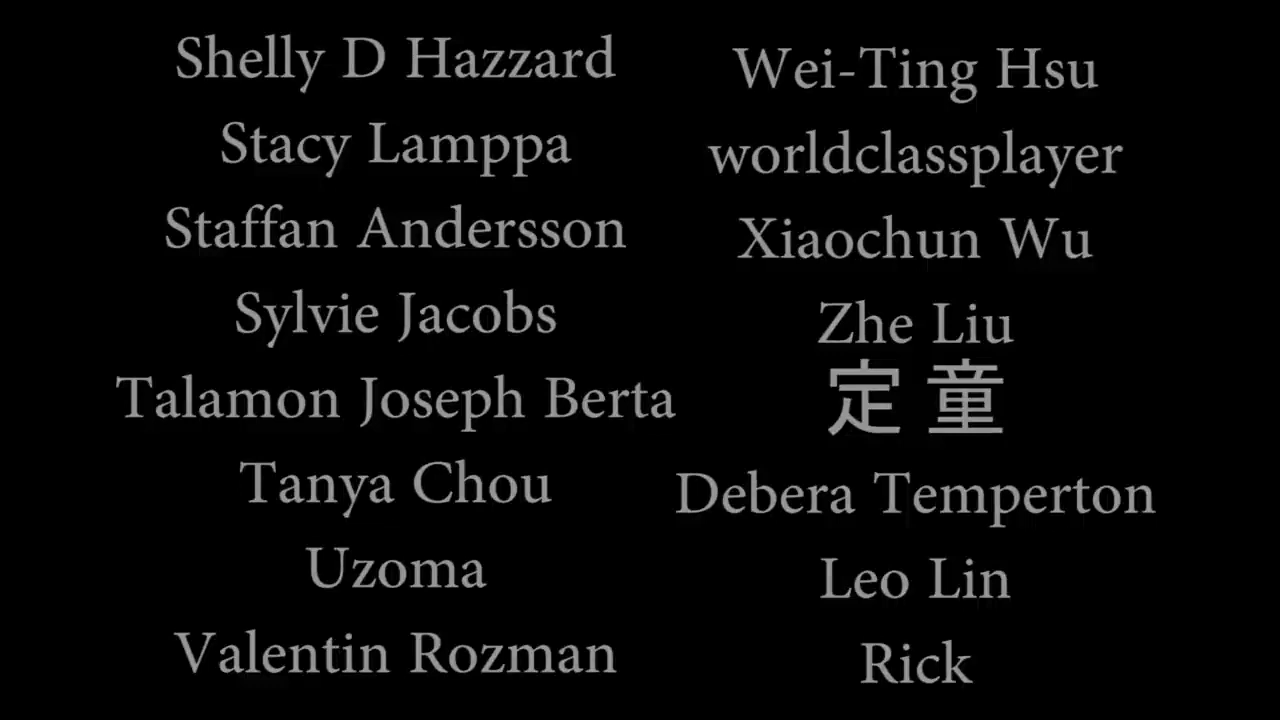 Shelly D Hazzard
Stacy Lamppa
Staffan Andersson
Sylvie Jacobs
Talamon Joseph Berta
Tanya Chou
Uzoma
Valentin Rozman
Wei-Ting Hsu
worldclassplayer
Xiaochun Wu
Zhe Liu
定 童
Debera Temperton
Leo Lin
Rick